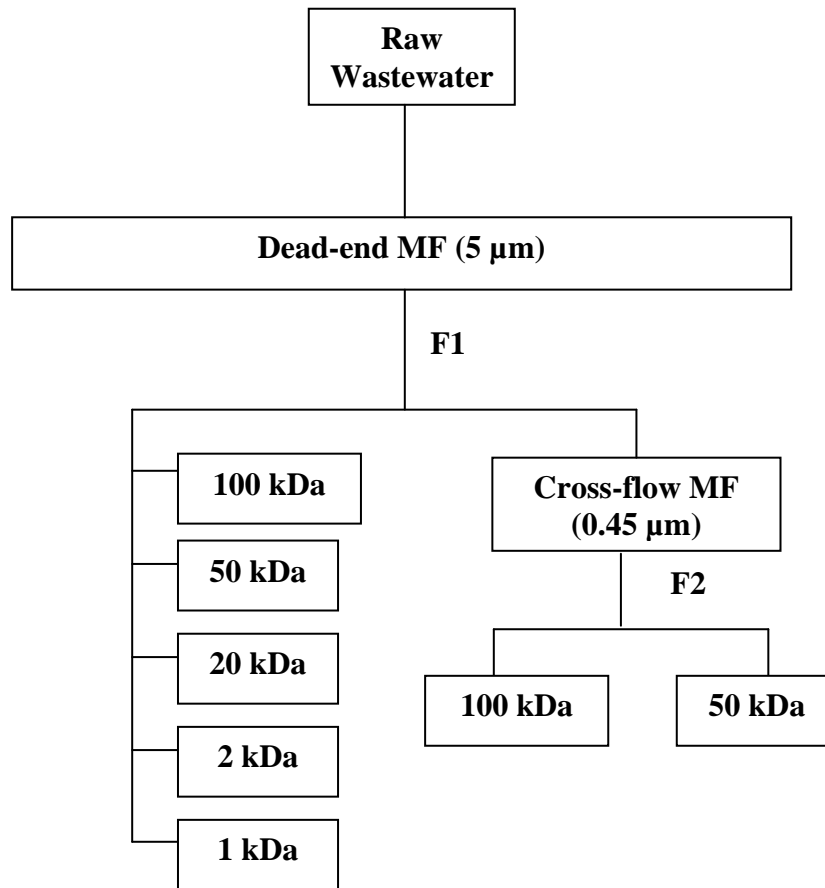 Raw
Wastewater
Dead-end MF (5 µm)
F1
100 kDa
50 kDa
20 kDa
2 kDa
1 kDa
Cross-flow MF
(0.45 µm)
F2
100 kDa
50 kDa